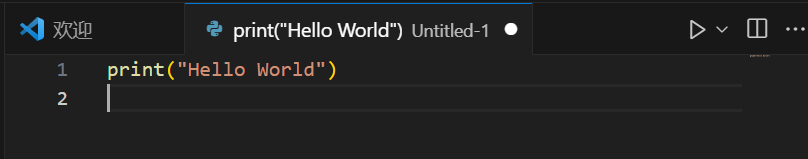 欢迎
print("Hello World") Untitled-1
1 print("Hello World")
2